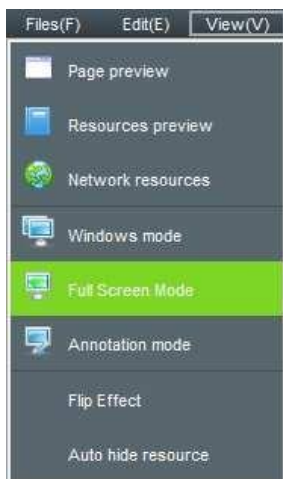 Files(F) Edit(E) View(V)
Page preview
Resources preview
Network resources
Windows mode
Full Screen Mode
Annotation mode
Flip Effect
Auto hide resource